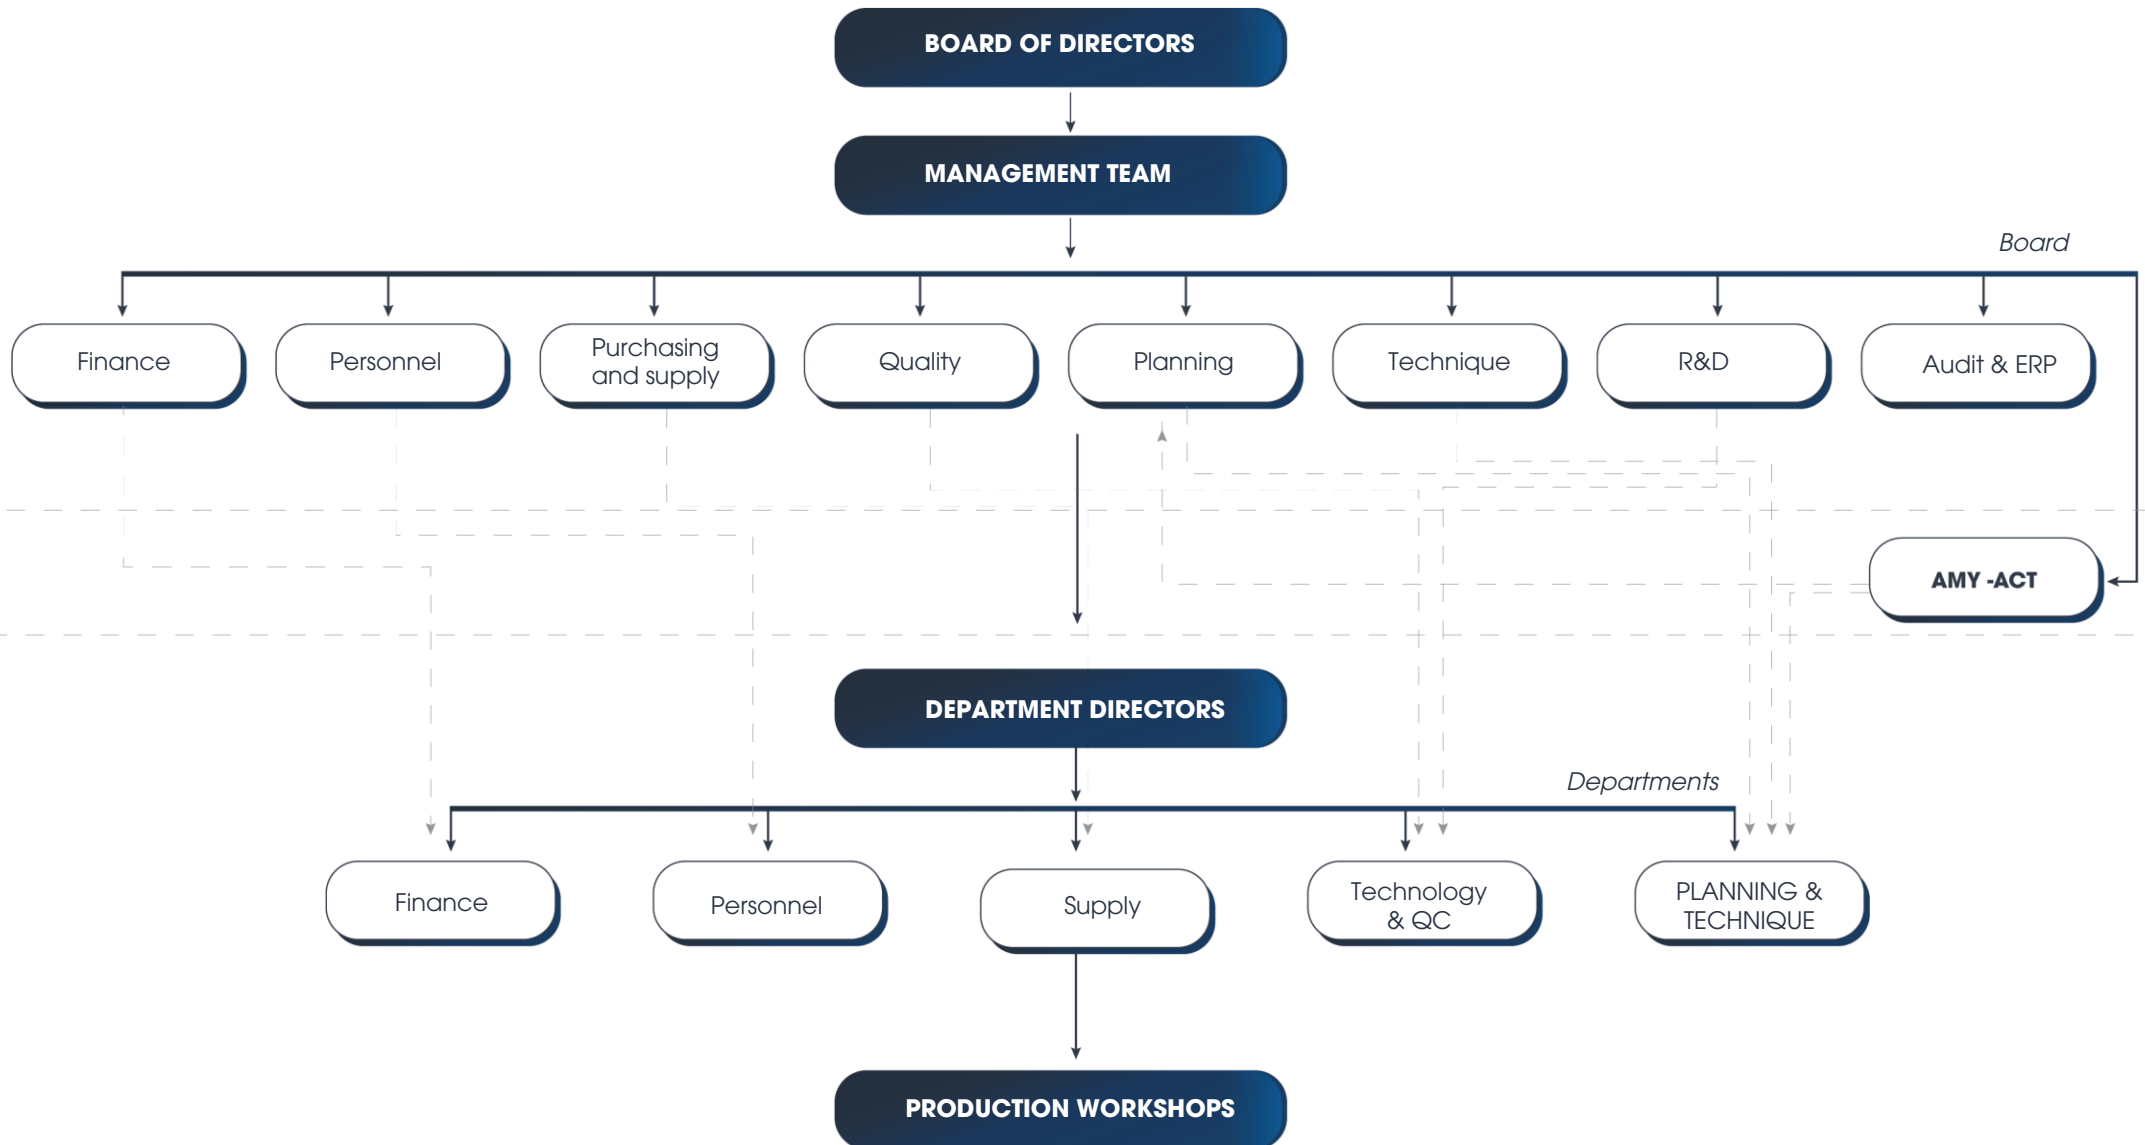 BOARD OF DIRECTORS
MANAGEMENT TEAM
Board
Finance
Personnel
Purchasing
and supply
Quality
Planning
Technique
R&D
Audit & ERP
AMY -ACT
DEPARTMENT DIRECTORS
Departments
Finance
Personnel
Supply
Technology
& QC
PLANNING &
TECHNIQUE
PRODUCTION WORKSHOPS